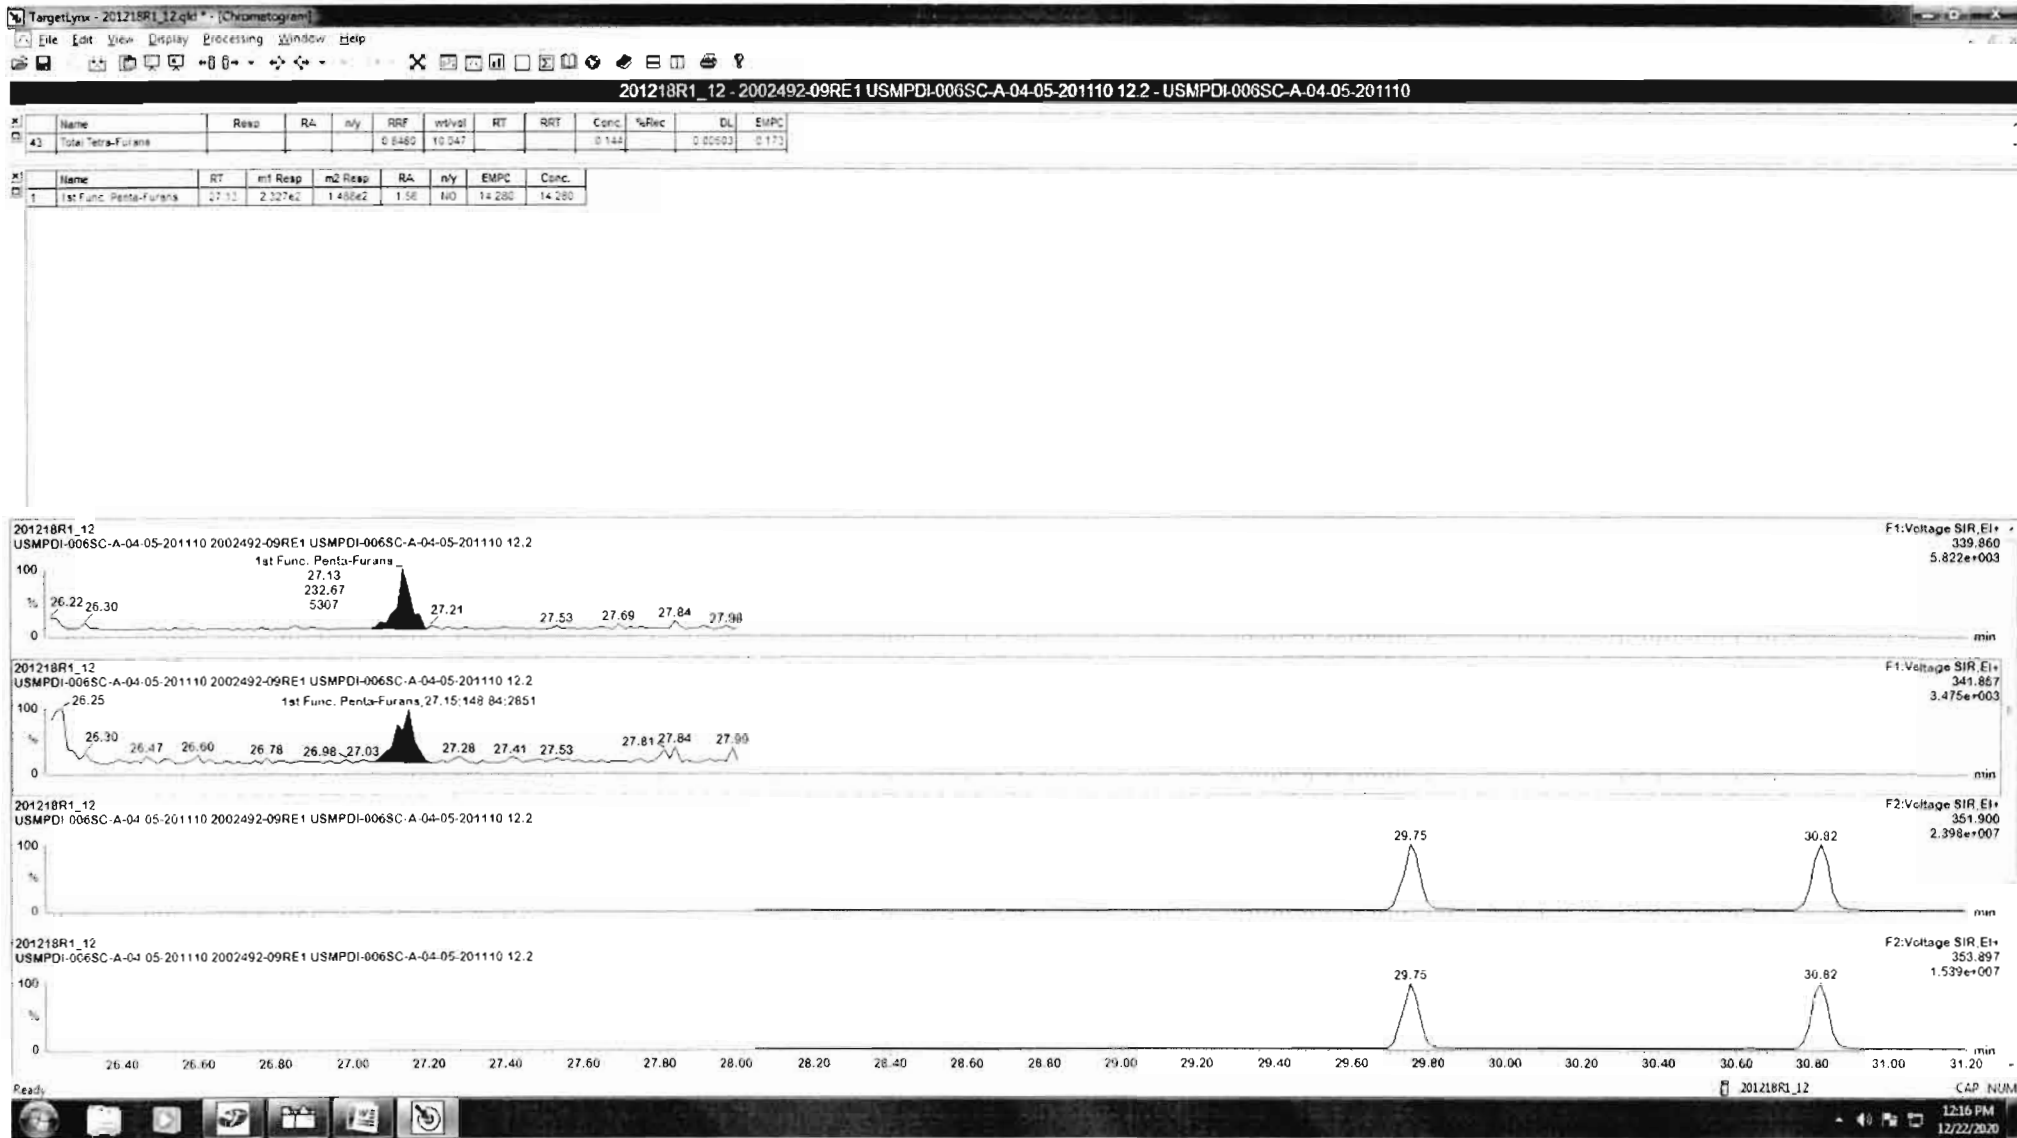 TargetLynx - 201218R1_12.qld * - [Chromatogram]
File Edit View Display Processing Window Help
201218R1_12 - 2002492-09RE1 USMPDI-006SC-A-04-05-201110 12.2 - USMPDI-006SC-A-04-05-201110
Name Resp RA n/y RRF wt/vol RT RRT Conc. %Rec DL EMPC
43 Total Tetra-Furans 0.8460 10.047 0.144 0.00603 0.173
Name RT m1 Resp m2 Resp RA n/y EMPC Conc.
1 1st Func. Penta-Furans 27.13 2.327e2 1.488e2 1.56 NO 14.280 14.280
201218R1_12
USMPDI-006SC-A-04-05-201110 2002492-09RE1 USMPDI-006SC-A-04-05-201110 12.2
F1:Voltage SIR,EI+
339.860
5.822e+003
1st Func. Penta-Furans
27.13
232.67
5307
100
%
0
26.22 26.30 27.21 27.53 27.69 27.84 27.98
min
201218R1_12
USMPDI-006SC-A-04-05-201110 2002492-09RE1 USMPDI-006SC-A-04-05-201110 12.2
F1:Voltage SIR,EI+
341.857
3.475e+003
1st Func. Penta-Furans;27.15;148.84;2851
100
%
0
26.25 26.30 26.47 26.60 26.78 26.98 27.03 27.28 27.41 27.53 27.81 27.84 27.99
min
201218R1_12
USMPDI-006SC-A-04-05-201110 2002492-09RE1 USMPDI-006SC-A-04-05-201110 12.2
F2:Voltage SIR,EI+
351.900
2.398e+007
100
%
0
29.75 30.82
min
201218R1_12
USMPDI-006SC-A-04-05-201110 2002492-09RE1 USMPDI-006SC-A-04-05-201110 12.2
F2:Voltage SIR,EI+
353.897
1.539e+007
100
%
0
29.75 30.82
min
26.40 26.60 26.80 27.00 27.20 27.40 27.60 27.80 28.00 28.20 28.40 28.60 28.80 29.00 29.20 29.40 29.60 29.80 30.00 30.20 30.40 30.60 30.80 31.00 31.20
Ready 201218R1_12 CAP NUM
12:16 PM
12/22/2020